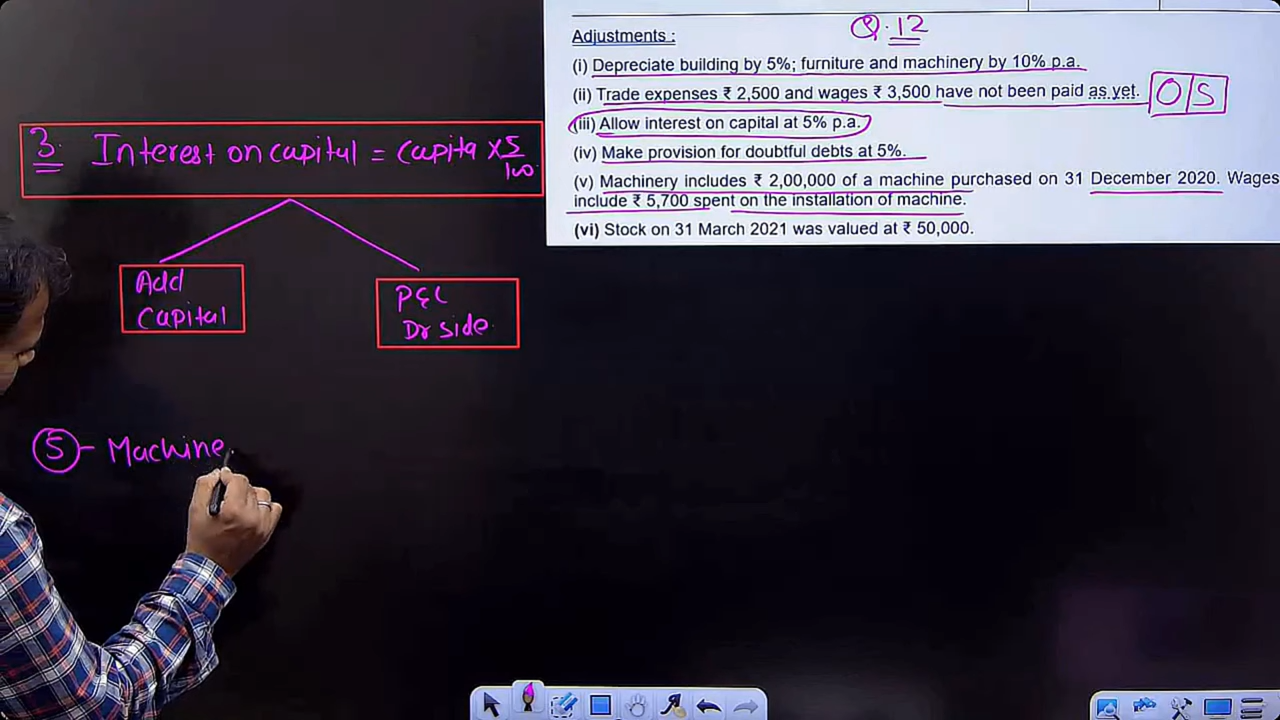 3. Interest on capital = Capita × 5/100
Add
Capital
P&L
Dr side
5 - Machine
Q.12
Adjustments :
(i) Depreciate building by 5%; furniture and machinery by 10% p.a.
(ii) Trade expenses ₹ 2,500 and wages ₹ 3,500 have not been paid as yet. O S
(iii) Allow interest on capital at 5% p.a.
(iv) Make provision for doubtful debts at 5%.
(v) Machinery includes ₹ 2,00,000 of a machine purchased on 31 December 2020. Wages
include ₹ 5,700 spent on the installation of machine.
(vi) Stock on 31 March 2021 was valued at ₹ 50,000.